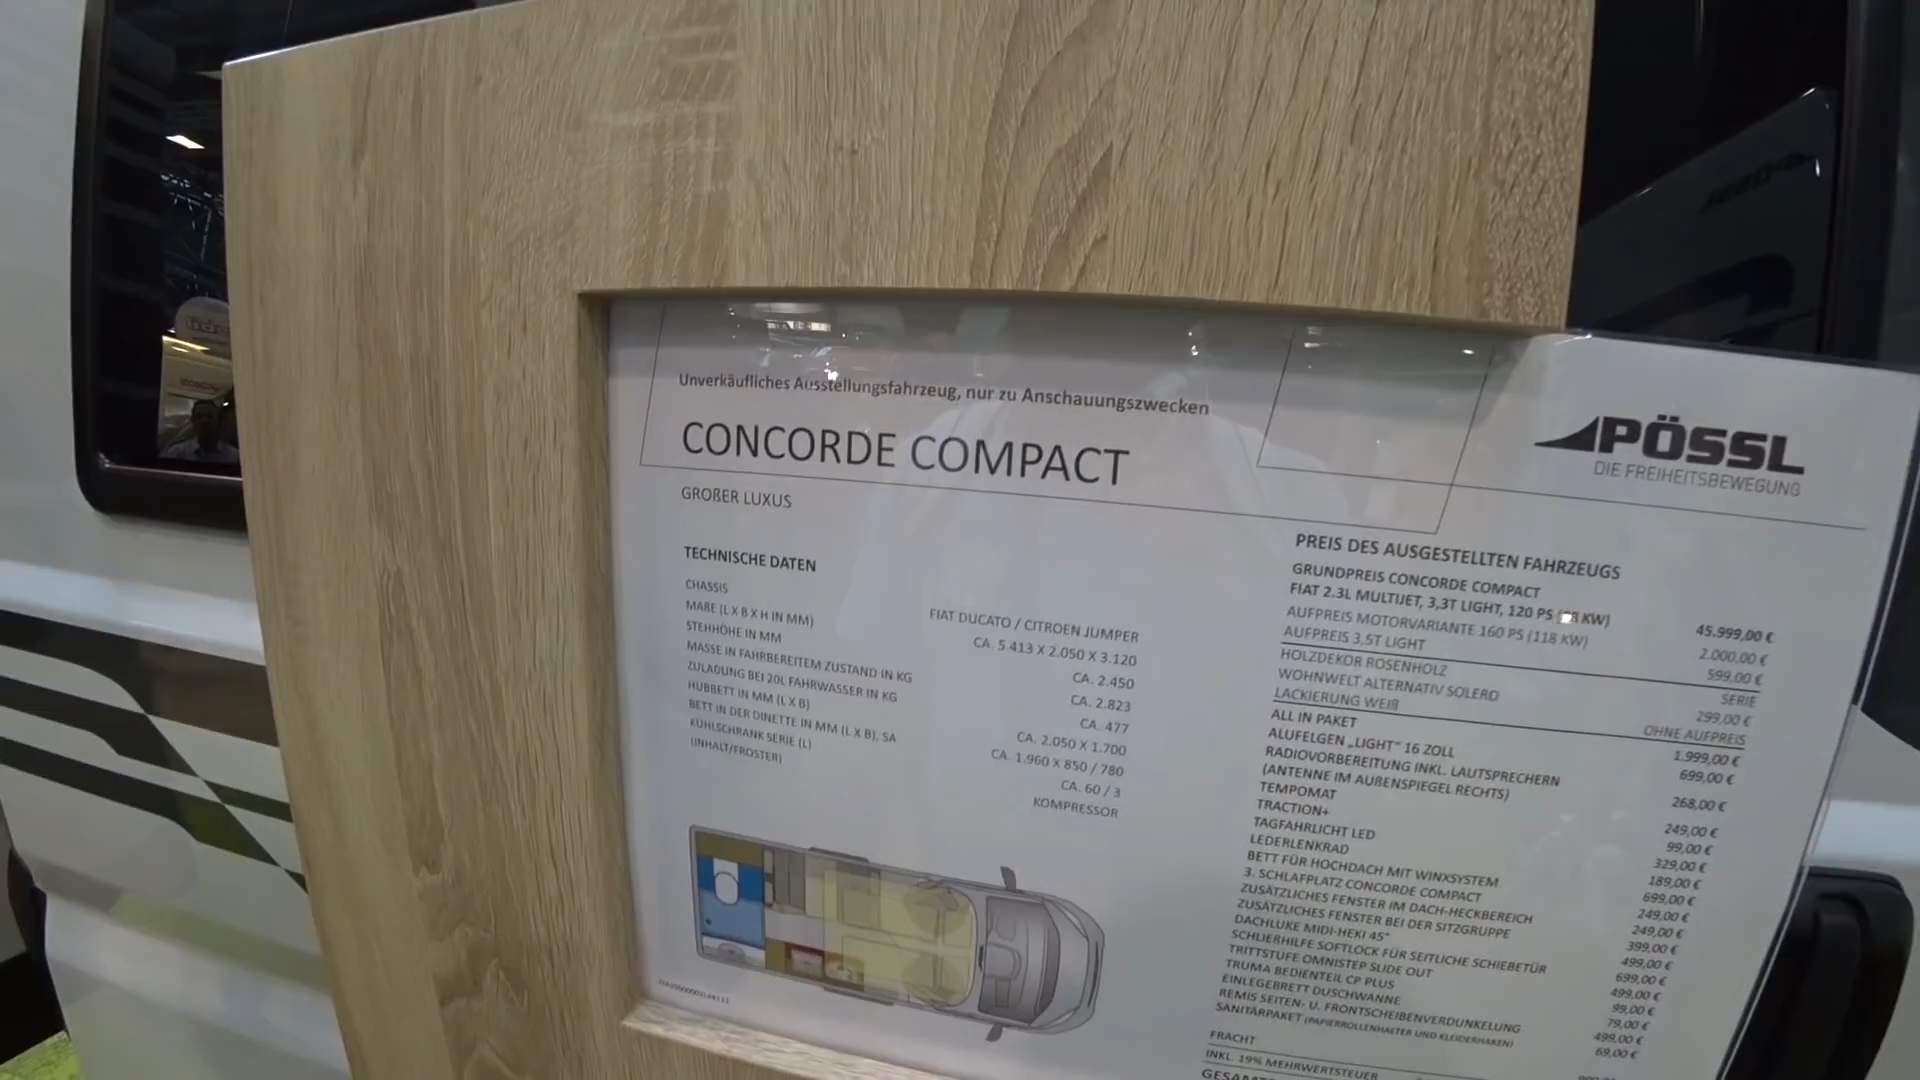 Unverkäufliches Ausstellungsfahrzeug, nur zu Anschauungszwecken
CONCORDE COMPACT
GROßER LUXUS
PÖSSL
DIE FREIHEITSBEWEGUNG
TECHNISCHE DATEN
CHASSIS
FIAT DUCATO / CITROEN JUMPER
MAßE (L X B X H IN MM)
CA. 5.413 X 2.050 X 3.120
STEHHÖHE IN MM
CA. 2.450
MASSE IN FAHRBEREITEM ZUSTAND IN KG
CA. 2.823
ZULADUNG BEI 20L FAHRWASSER IN KG
CA. 477
HUBBETT IN MM (L X B)
CA. 2.050 X 1.700
BETT IN DER DINETTE IN MM (L X B), SA
CA. 1.960 X 850 / 780
KÜHLSCHRANK SERIE (L)
CA. 60 / 3
(INHALT/FROSTER)
KOMPRESSOR
PREIS DES AUSGESTELLTEN FAHRZEUGS
GRUNDPREIS CONCORDE COMPACT
FIAT 2.3L MULTIJET, 3,3T LIGHT, 120 PS ( KW)
45.999,00 €
AUFPREIS MOTORVARIANTE 160 PS (118 KW)
2.000,00 €
AUFPREIS 3,5T LIGHT
599,00 €
HOLZDEKOR ROSENHOLZ
SERIE
WOHNWELT ALTERNATIV SOLERO
299,00 €
LACKIERUNG WEIß
OHNE AUFPREIS
ALL IN PAKET
1.999,00 €
ALUFELGEN „LIGHT" 16 ZOLL
699,00 €
RADIOVORBEREITUNG INKL. LAUTSPRECHERN
(ANTENNE IM AUßENSPIEGEL RECHTS)
268,00 €
TEMPOMAT
249,00 €
TRACTION+
99,00 €
TAGFAHRLICHT LED
329,00 €
LEDERLENKRAD
189,00 €
BETT FÜR HOCHDACH MIT WINXSYSTEM
699,00 €
3. SCHLAFPLATZ CONCORDE COMPACT
249,00 €
ZUSÄTZLICHES FENSTER IM DACH-HECKBEREICH
249,00 €
ZUSÄTZLICHES FENSTER BEI DER SITZGRUPPE
399,00 €
DACHLUKE MIDI-HEKI 45°
499,00 €
SCHLIEßHILFE SOFTLOCK FÜR SEITLICHE SCHIEBETÜR
699,00 €
TRITTSTUFE OMNISTEP SLIDE OUT
499,00 €
TRUMA BEDIENTEIL CP PLUS
99,00 €
EINLEGEBRETT DUSCHWANNE
79,00 €
REMIS SEITEN- U. FRONTSCHEIBENVERDUNKELUNG
499,00 €
SANITÄRPAKET (PAPIERROLLENHALTER UND KLEIDERHAKEN)
69,00 €
FRACHT
INKL. 19% MEHRWERTSTEUER